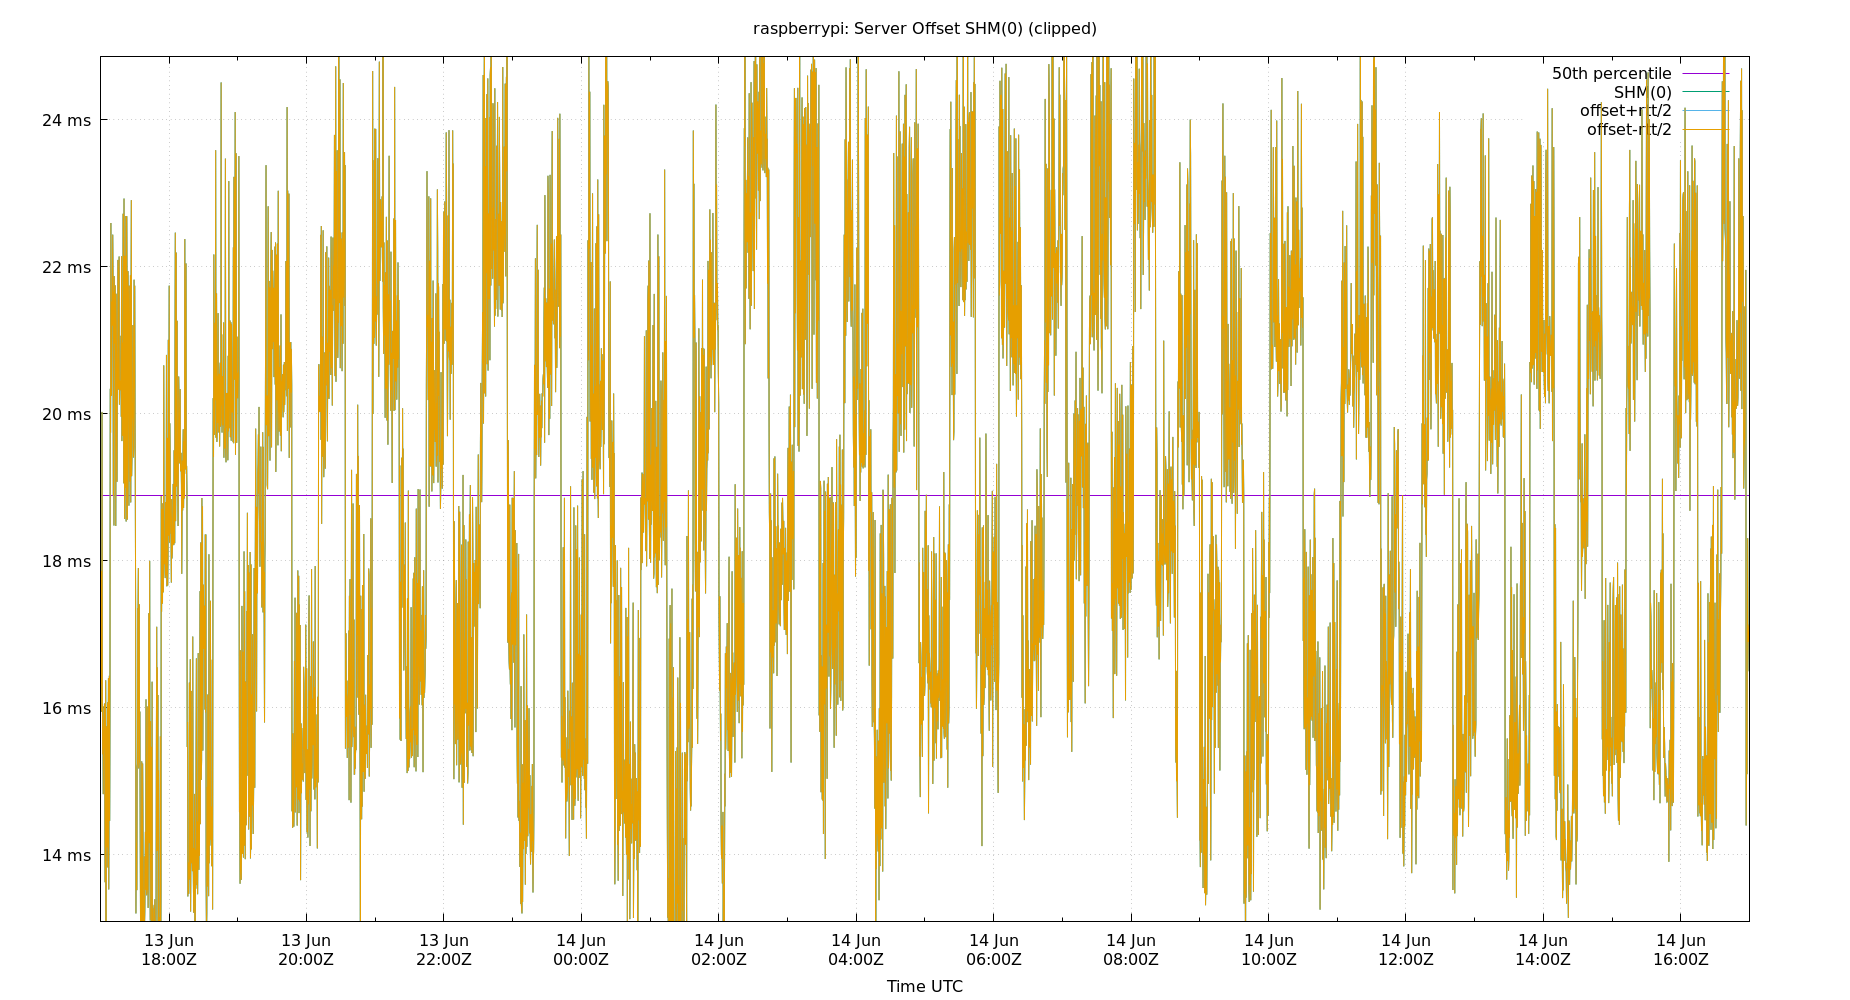 raspberrypi: Server Offset SHM(0) (clipped)
50th percentile
SHM(0)
offset+rtt/2
offset-rtt/2
24 ms
22 ms
20 ms
18 ms
16 ms
14 ms
13 Jun 13 Jun 13 Jun 14 Jun 14 Jun 14 Jun 14 Jun 14 Jun 14 Jun 14 Jun 14 Jun 14 Jun
18:00Z 20:00Z 22:00Z 00:00Z 02:00Z 04:00Z 06:00Z 08:00Z 10:00Z 12:00Z 14:00Z 16:00Z
Time UTC